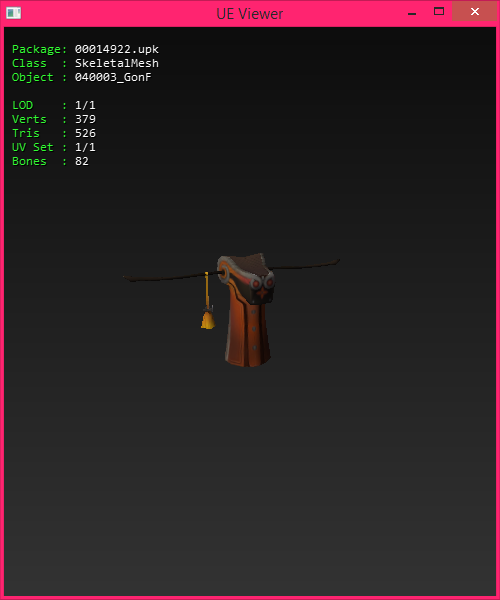 UE Viewer
Package: 00014922.upk
Class : SkeletalMesh
Object : 040003_GonF
LOD : 1/1
Verts : 379
Tris : 526
UV Set : 1/1
Bones : 82